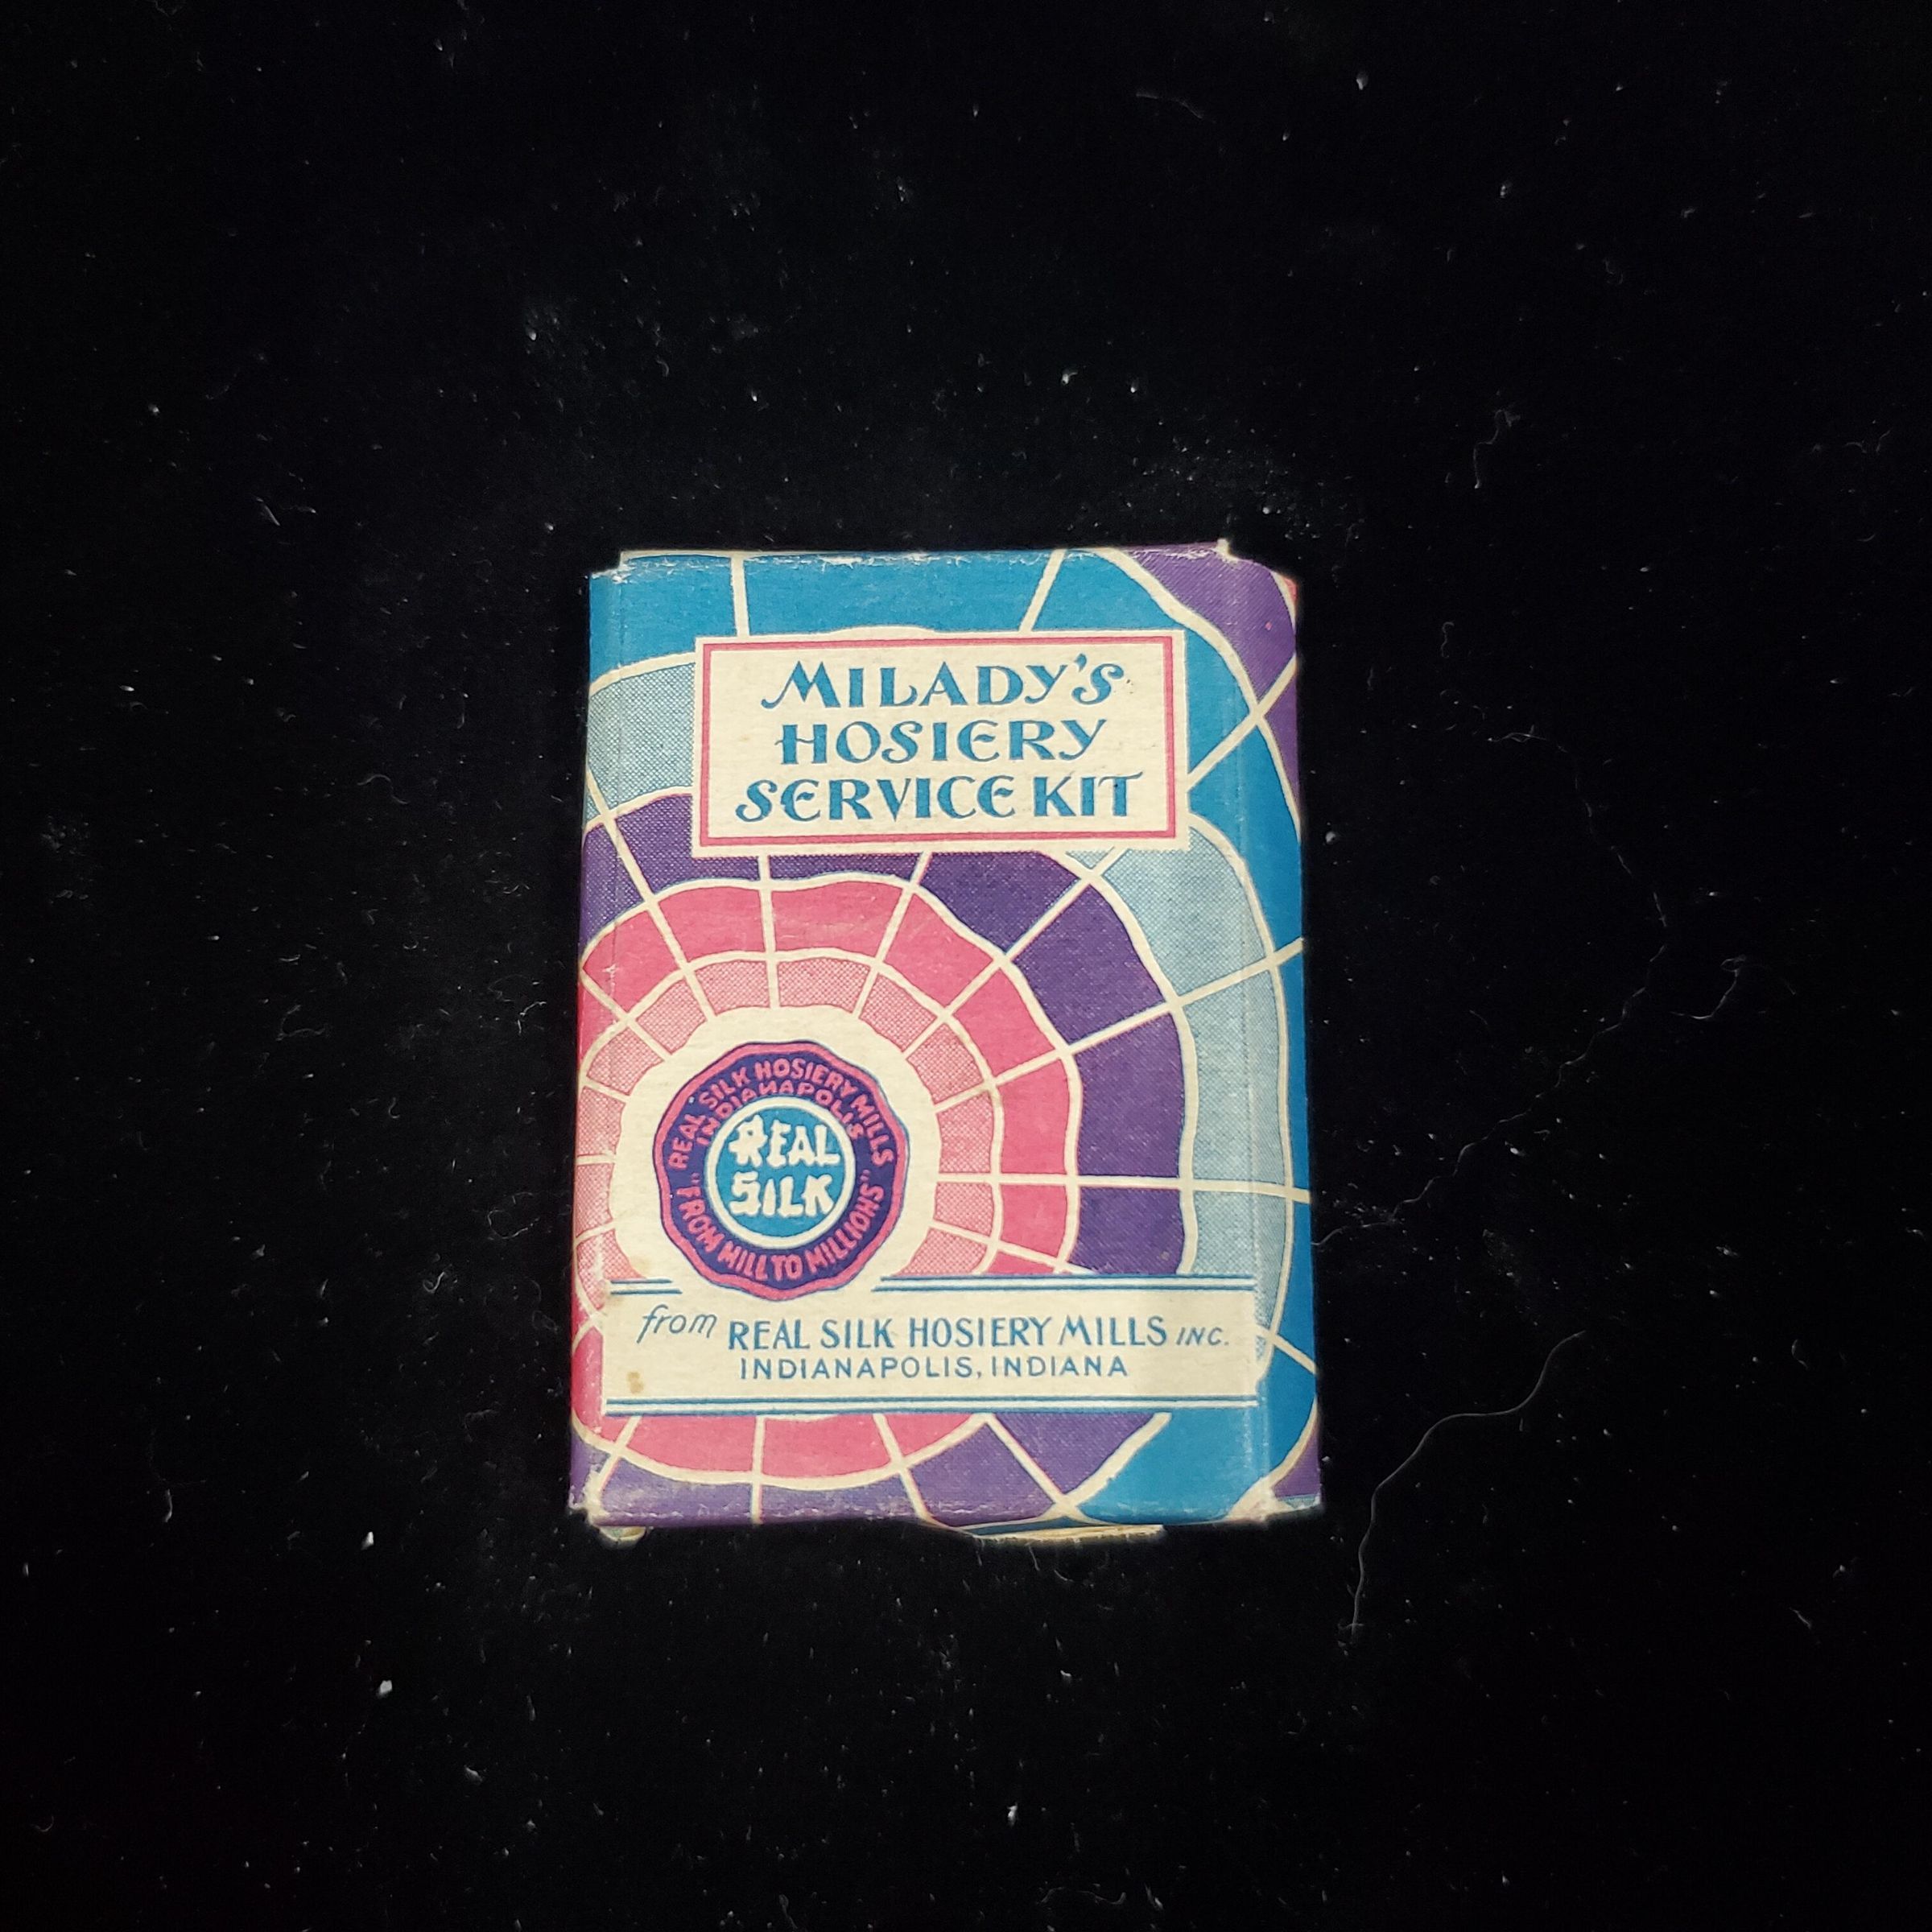 MILADY'S
HOSIERY
SERVICE KIT
REAL SILK HOSIERY MILLS
INDIANAPOLIS
REAL
SILK
"FROM MILL TO MILLIONS"
from REAL SILK HOSIERY MILLS INC.
INDIANAPOLIS, INDIANA